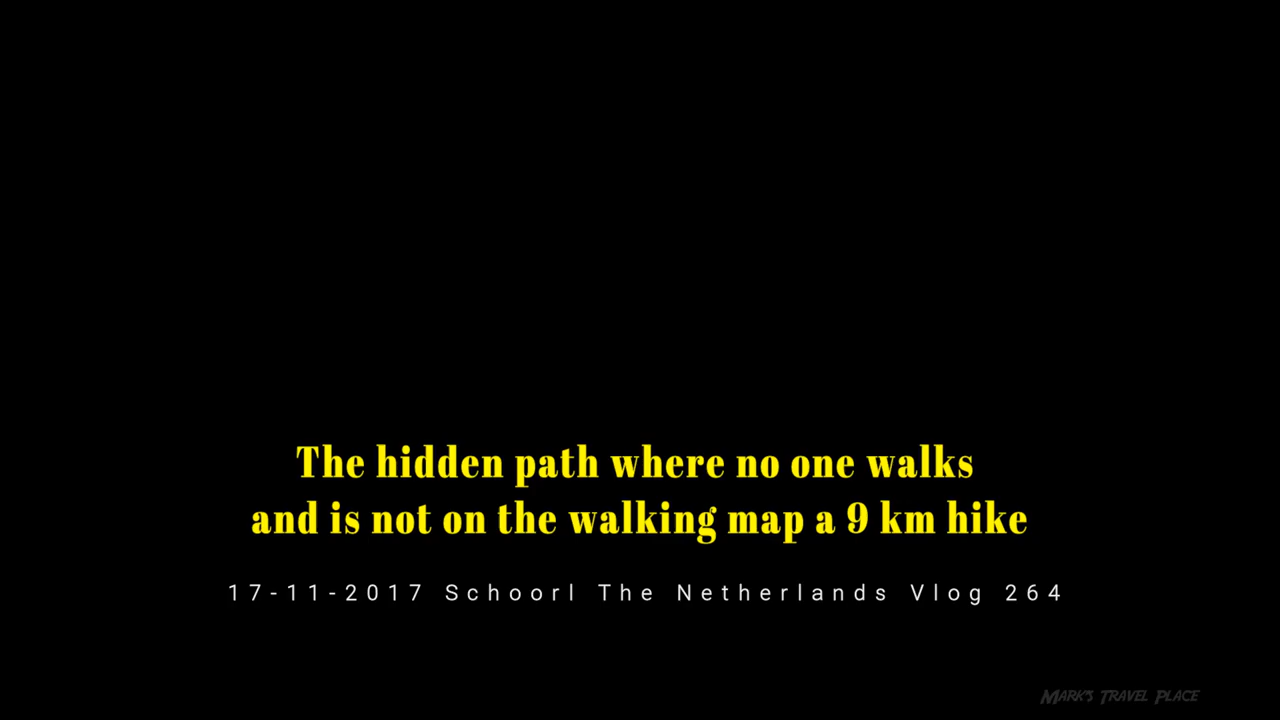 The hidden path where no one walks
and is not on the walking map a 9 km hike
17-11-2017 Schoorl The Netherlands Vlog 264
Mark's Travel Place